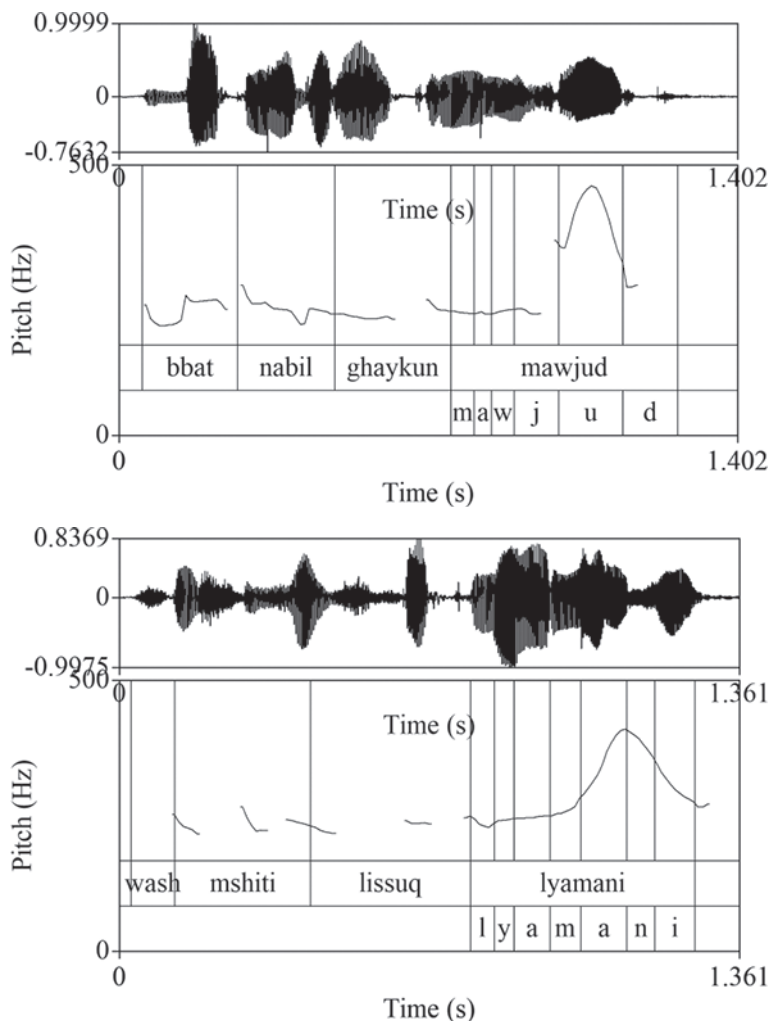 0.9999
0
-0.7632
500
0 1.402
Time (s)
Pitch (Hz)
bbat nabil ghaykun mawjud
m a w j u d
0
0 1.402
Time (s)
0.8369
0
-0.9975
500
0 1.361
Time (s)
Pitch (Hz)
wash mshiti lissuq lyamani
l y a m a n i
0
0 1.361
Time (s)